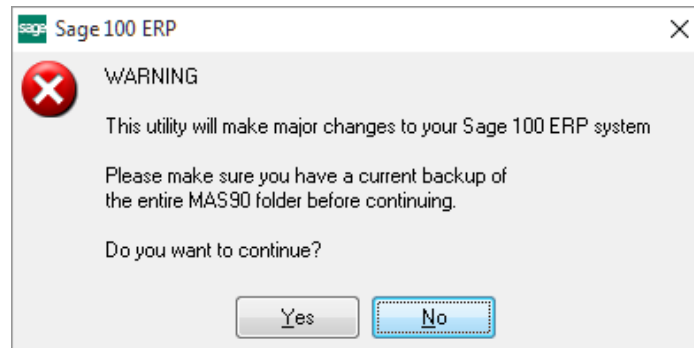 sage Sage 100 ERP
WARNING
This utility will make major changes to your Sage 100 ERP system
Please make sure you have a current backup of
the entire MAS90 folder before continuing.
Do you want to continue?
Yes No